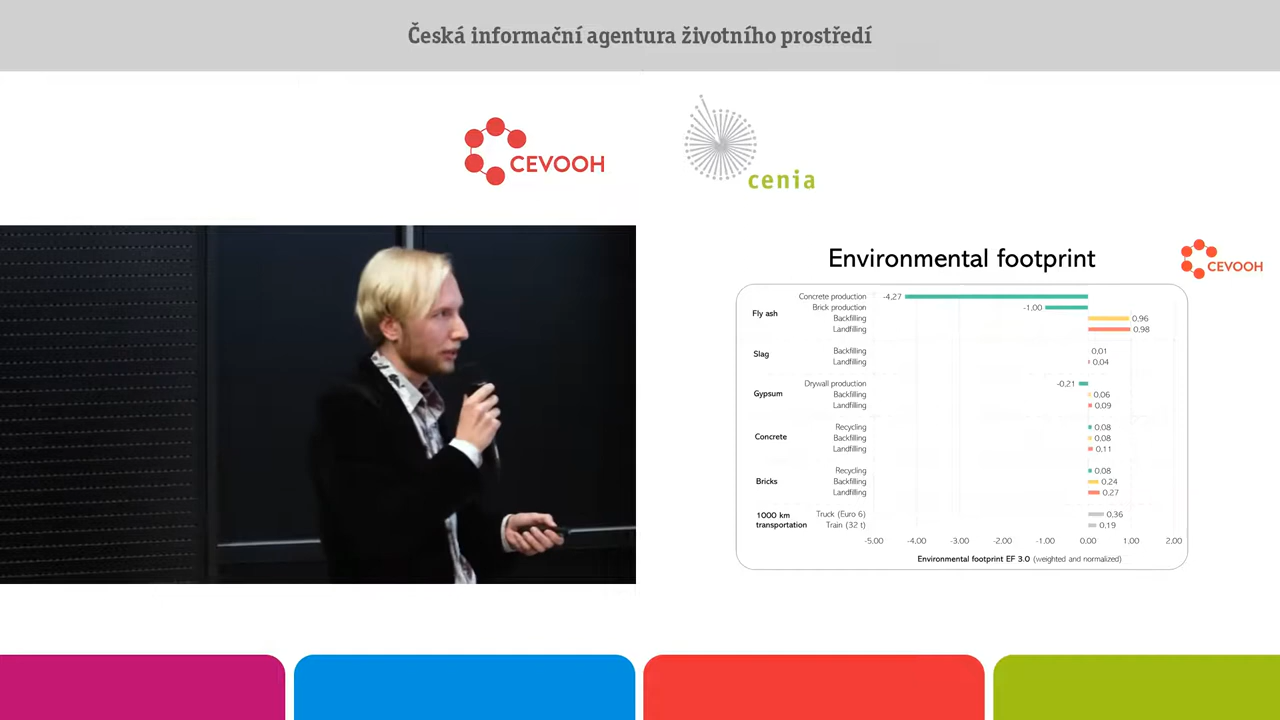 Česká informační agentura životního prostředí
CEVOOH
cenia
Environmental footprint
CEVOOH
Fly ash
Concrete production -4.27
Brick production -1.00
Backfilling 0.96
Landfilling 0.98
Slag
Backfilling 0.01
Landfilling 0.04
Gypsum
Drywall production -0.21
Backfilling 0.06
Landfilling 0.09
Concrete
Recycling 0.08
Backfilling 0.08
Landfilling 0.11
Bricks
Recycling 0.08
Backfilling 0.24
Landfilling 0.27
1000 km
transportation
Truck (Euro 6) 0.36
Train (32 t) 0.19
-5.00 -4.00 -3.00 -2.00 -1.00 0.00 1.00 2.00
Environmental footprint EF 3.0 (weighted and normalized)